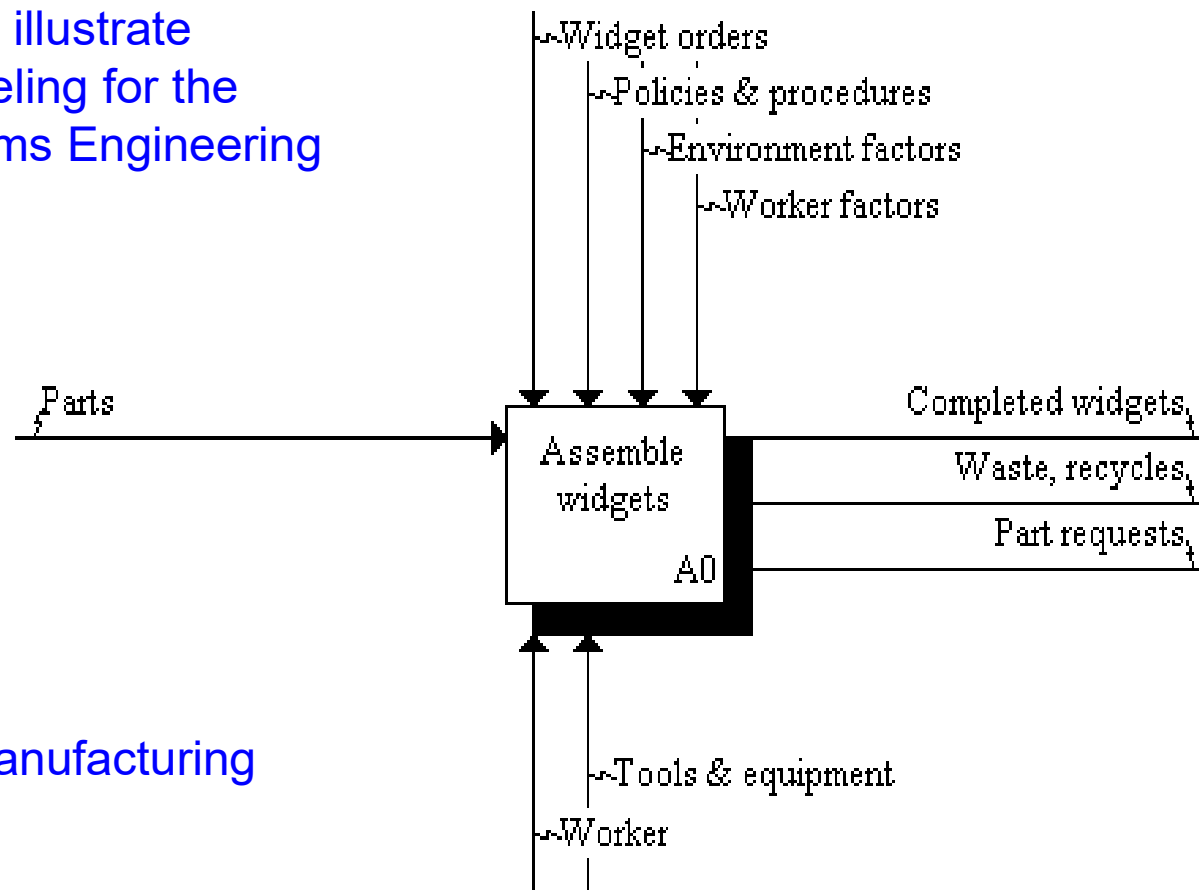 illustrate
eling for the
ms Engineering
Widget orders
Policies & procedures
Environment factors
Worker factors
Parts
Completed widgets
Assemble
widgets
Waste, recycles
Part requests
A0
anufacturing
Tools & equipment
Worker